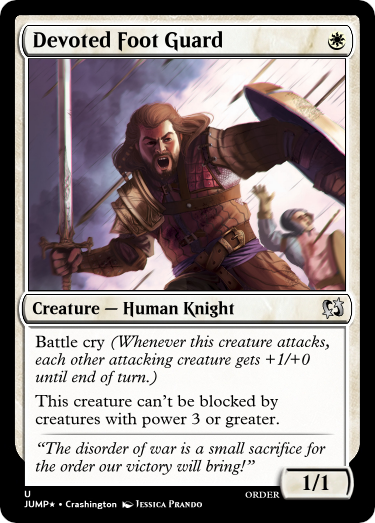 Devoted Foot Guard
Creature — Human Knight
Battle cry (Whenever this creature attacks,
each other attacking creature gets +1/+0
until end of turn.)
This creature can't be blocked by
creatures with power 3 or greater.
“The disorder of war is a small sacrifice for
the order our victory will bring!”
1/1
U
ORDER
JUMP★ • Crashington Jessica Prando